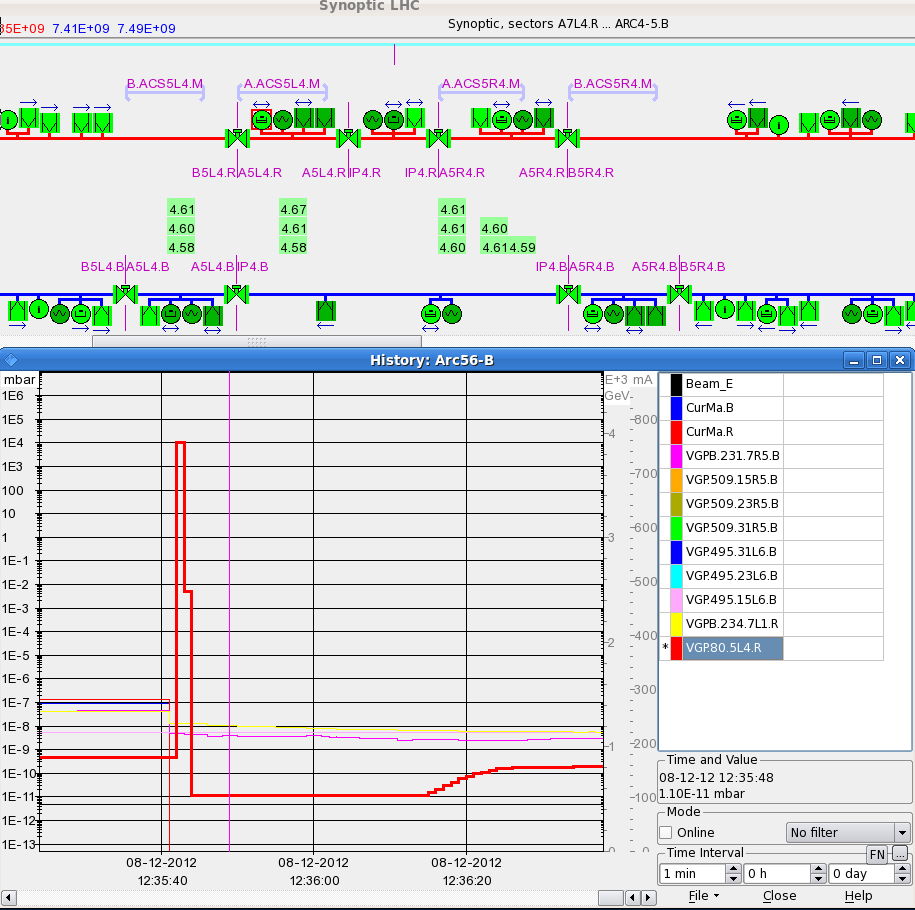 Synoptic LHC
Synoptic, sectors A7L4.R ... ARC4-5.B
35E+09 7.41E+09 7.49E+09
B.ACS5L4.M A.ACS5L4.M A.ACS5R4.M B.ACS5R4.M
B5L4.R A5L4.R A5L4.R IP4.R IP4.R A5R4.R A5R4.R B5R4.R
4.61 4.67 4.61
4.60 4.61 4.61 4.60
4.58 4.58 4.60 4.61 4.59
B5L4.B A5L4.B A5L4.B IP4.B IP4.B A5R4.B A5R4.B B5R4.B
History: Arc56-B
mbar
1E6
1E5
1E4
1E3
100
10
1
1E-1
1E-2
1E-3
1E-4
1E-5
1E-6
1E-7
1E-8
1E-9
1E-10
1E-11
1E-12
1E-13
08-12-2012 08-12-2012 08-12-2012
12:35:40 12:36:00 12:36:20
E+3 mA
GeV
4
3
2
1
0
800
700
600
500
400
300
200
100
0
Beam_E
CurMa.B
CurMa.R
VGPB.231.7R5.B
VGP.509.15R5.B
VGP.509.23R5.B
VGP.509.31R5.B
VGP.495.31L6.B
VGP.495.23L6.B
VGP.495.15L6.B
VGPB.234.7L1.R
* VGP.80.5L4.R
Time and Value
08-12-12 12:35:48
1.10E-11 mbar
Mode
Online No filter
Time Interval FN ...
1 min 0 h 0 day
File Close Help